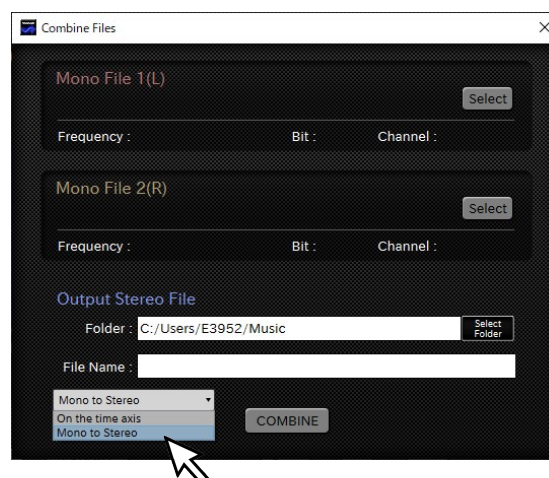 Combine Files
Mono File 1(L)
Select
Frequency : Bit : Channel :
Mono File 2(R)
Select
Frequency : Bit : Channel :
Output Stereo File
Folder : C:/Users/E3952/Music Select Folder
File Name :
Mono to Stereo
On the time axis
Mono to Stereo
COMBINE